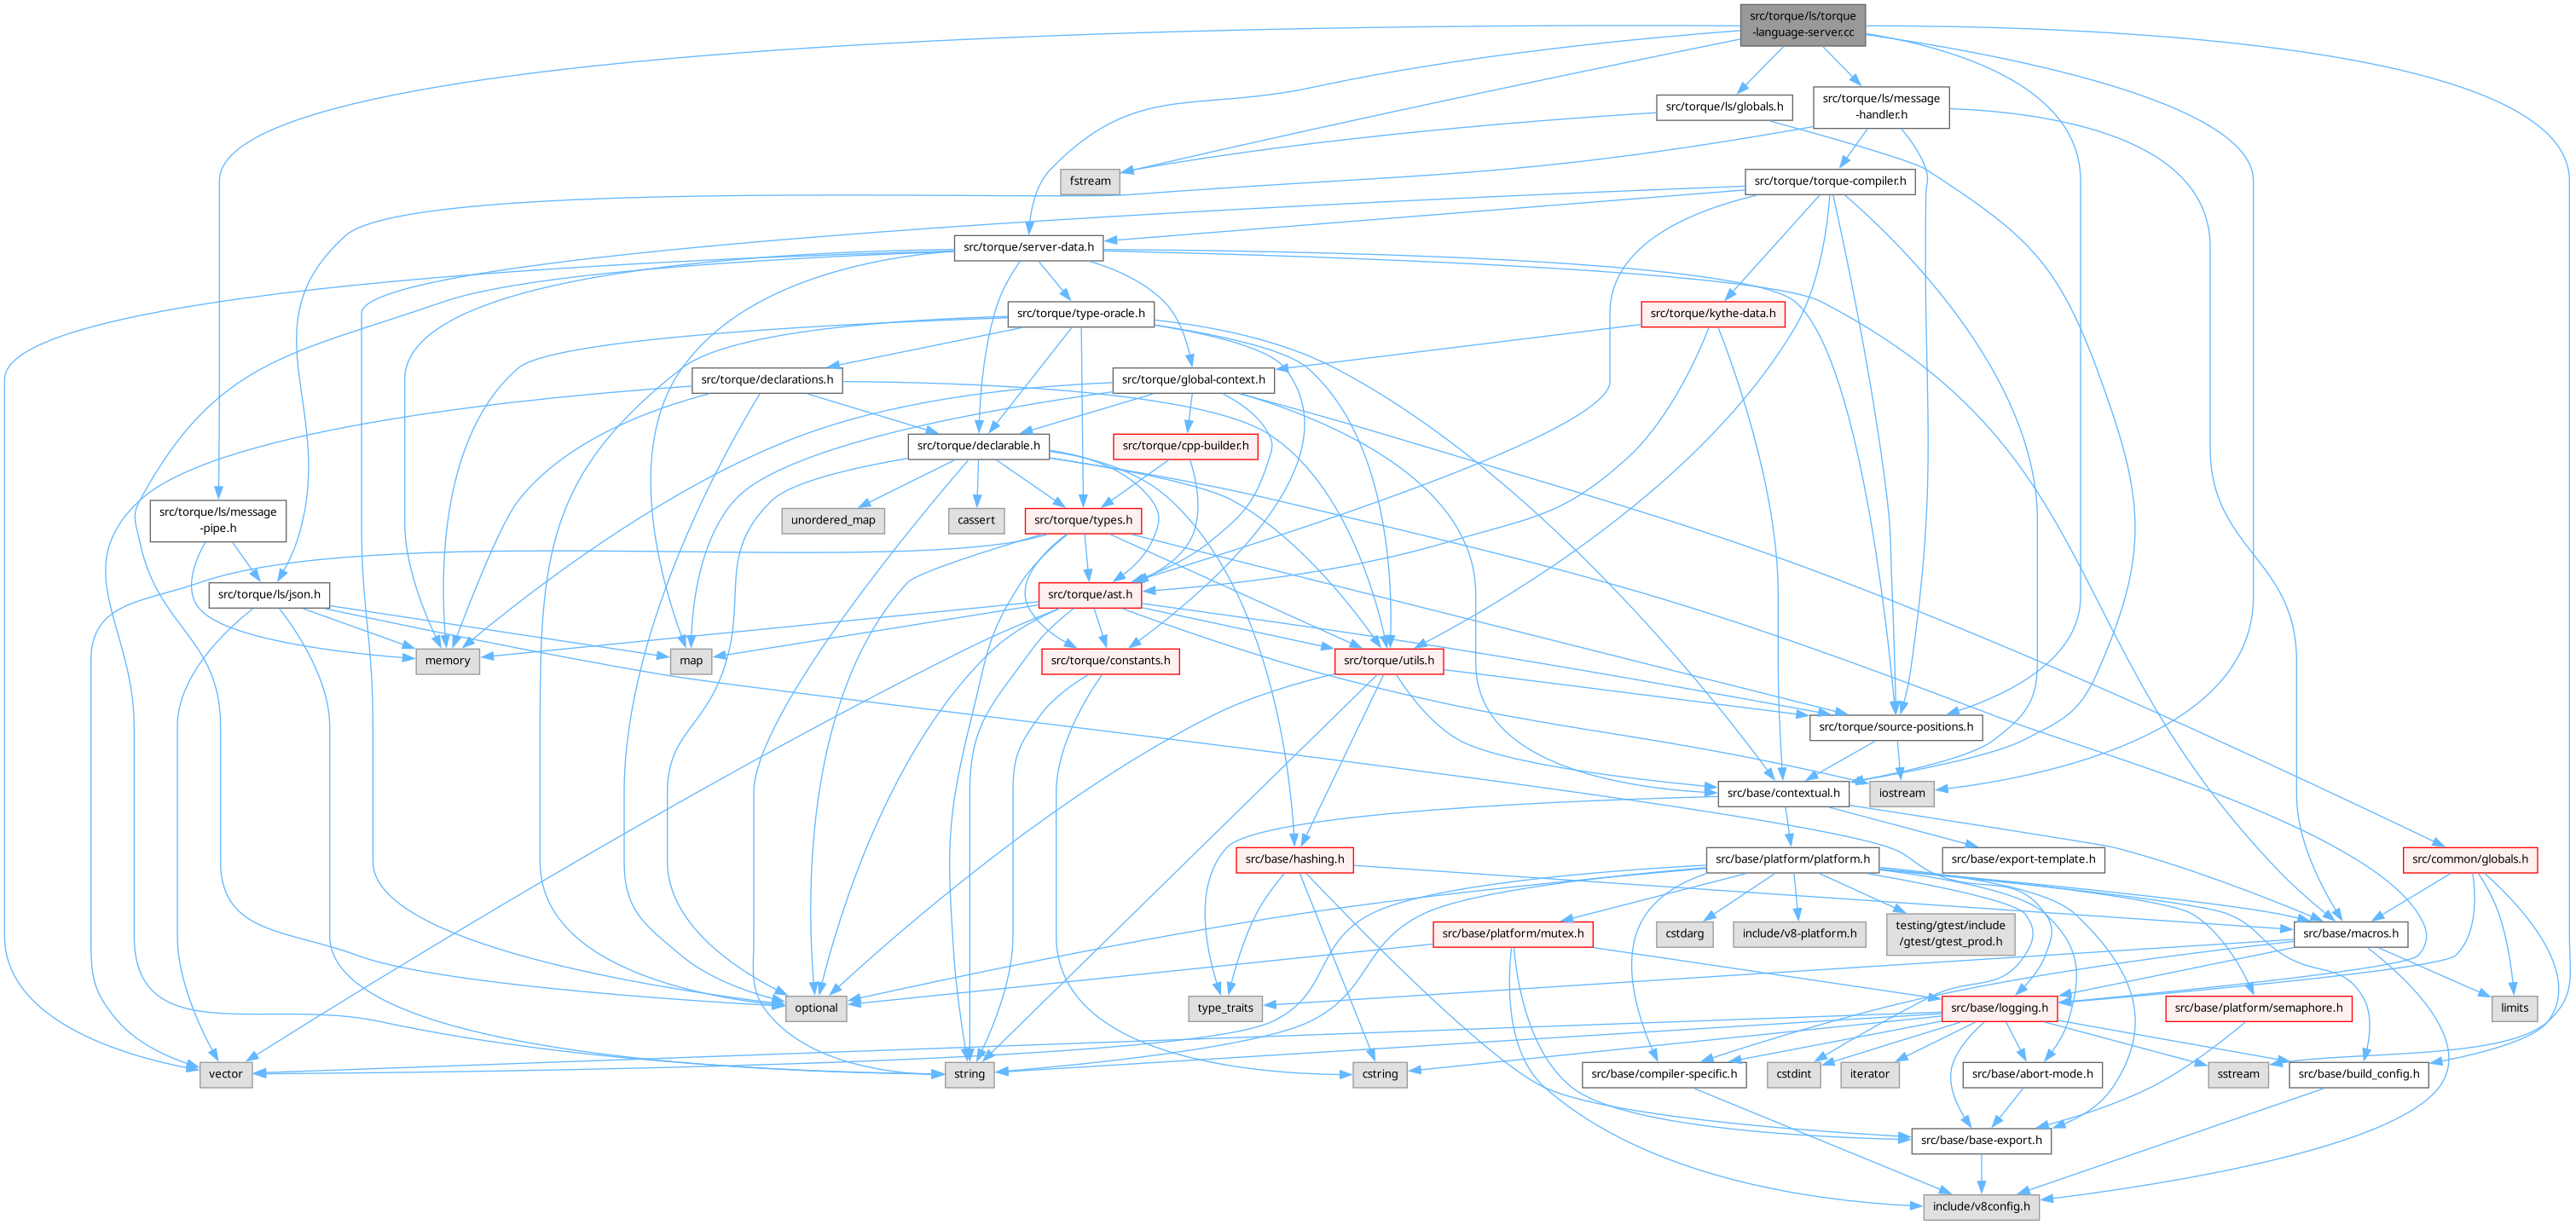 src/torque/ls/torque
-language-server.cc
src/torque/ls/globals.h
src/torque/ls/message
-handler.h
fstream
src/torque/torque-compiler.h
src/torque/server-data.h
src/torque/type-oracle.h
src/torque/kythe-data.h
src/torque/declarations.h
src/torque/global-context.h
src/torque/declarable.h
src/torque/cpp-builder.h
src/torque/ls/message
-pipe.h
unordered_map
cassert
src/torque/types.h
src/torque/ls/json.h
src/torque/ast.h
memory
map
src/torque/constants.h
src/torque/utils.h
src/torque/source-positions.h
src/base/contextual.h
iostream
src/base/hashing.h
src/base/platform/platform.h
src/base/export-template.h
src/common/globals.h
src/base/platform/mutex.h
cstdarg
include/v8-platform.h
testing/gtest/include
/gtest/gtest_prod.h
src/base/macros.h
optional
type_traits
src/base/logging.h
src/base/platform/semaphore.h
limits
vector
string
cstring
src/base/compiler-specific.h
cstdint
iterator
src/base/abort-mode.h
sstream
src/base/build_config.h
src/base/base-export.h
include/v8config.h